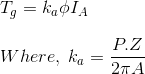 T_g = k_a ϕ I_A
Where, k_a = P.Z / 2πA